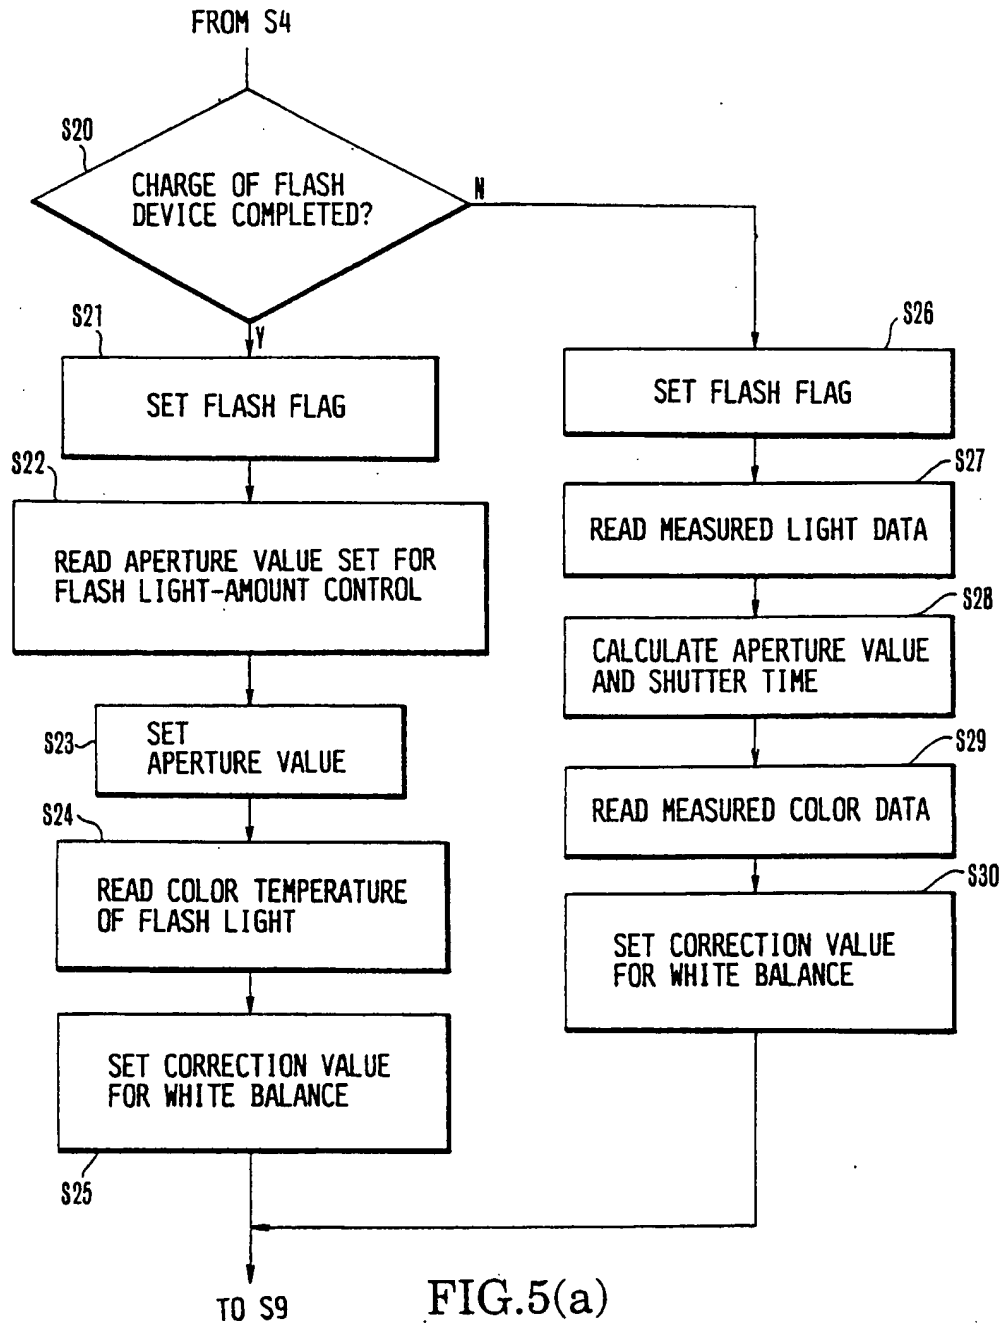 FROM S4
S20
CHARGE OF FLASH
DEVICE COMPLETED?
N
Y
S21
SET FLASH FLAG
S22
READ APERTURE VALUE SET FOR
FLASH LIGHT-AMOUNT CONTROL
S23
SET
APERTURE VALUE
S24
READ COLOR TEMPERATURE
OF FLASH LIGHT
SET CORRECTION VALUE
FOR WHITE BALANCE
S25
S26
SET FLASH FLAG
S27
READ MEASURED LIGHT DATA
S28
CALCULATE APERTURE VALUE
AND SHUTTER TIME
S29
READ MEASURED COLOR DATA
S30
SET CORRECTION VALUE
FOR WHITE BALANCE
TO S9
FIG.5(a)